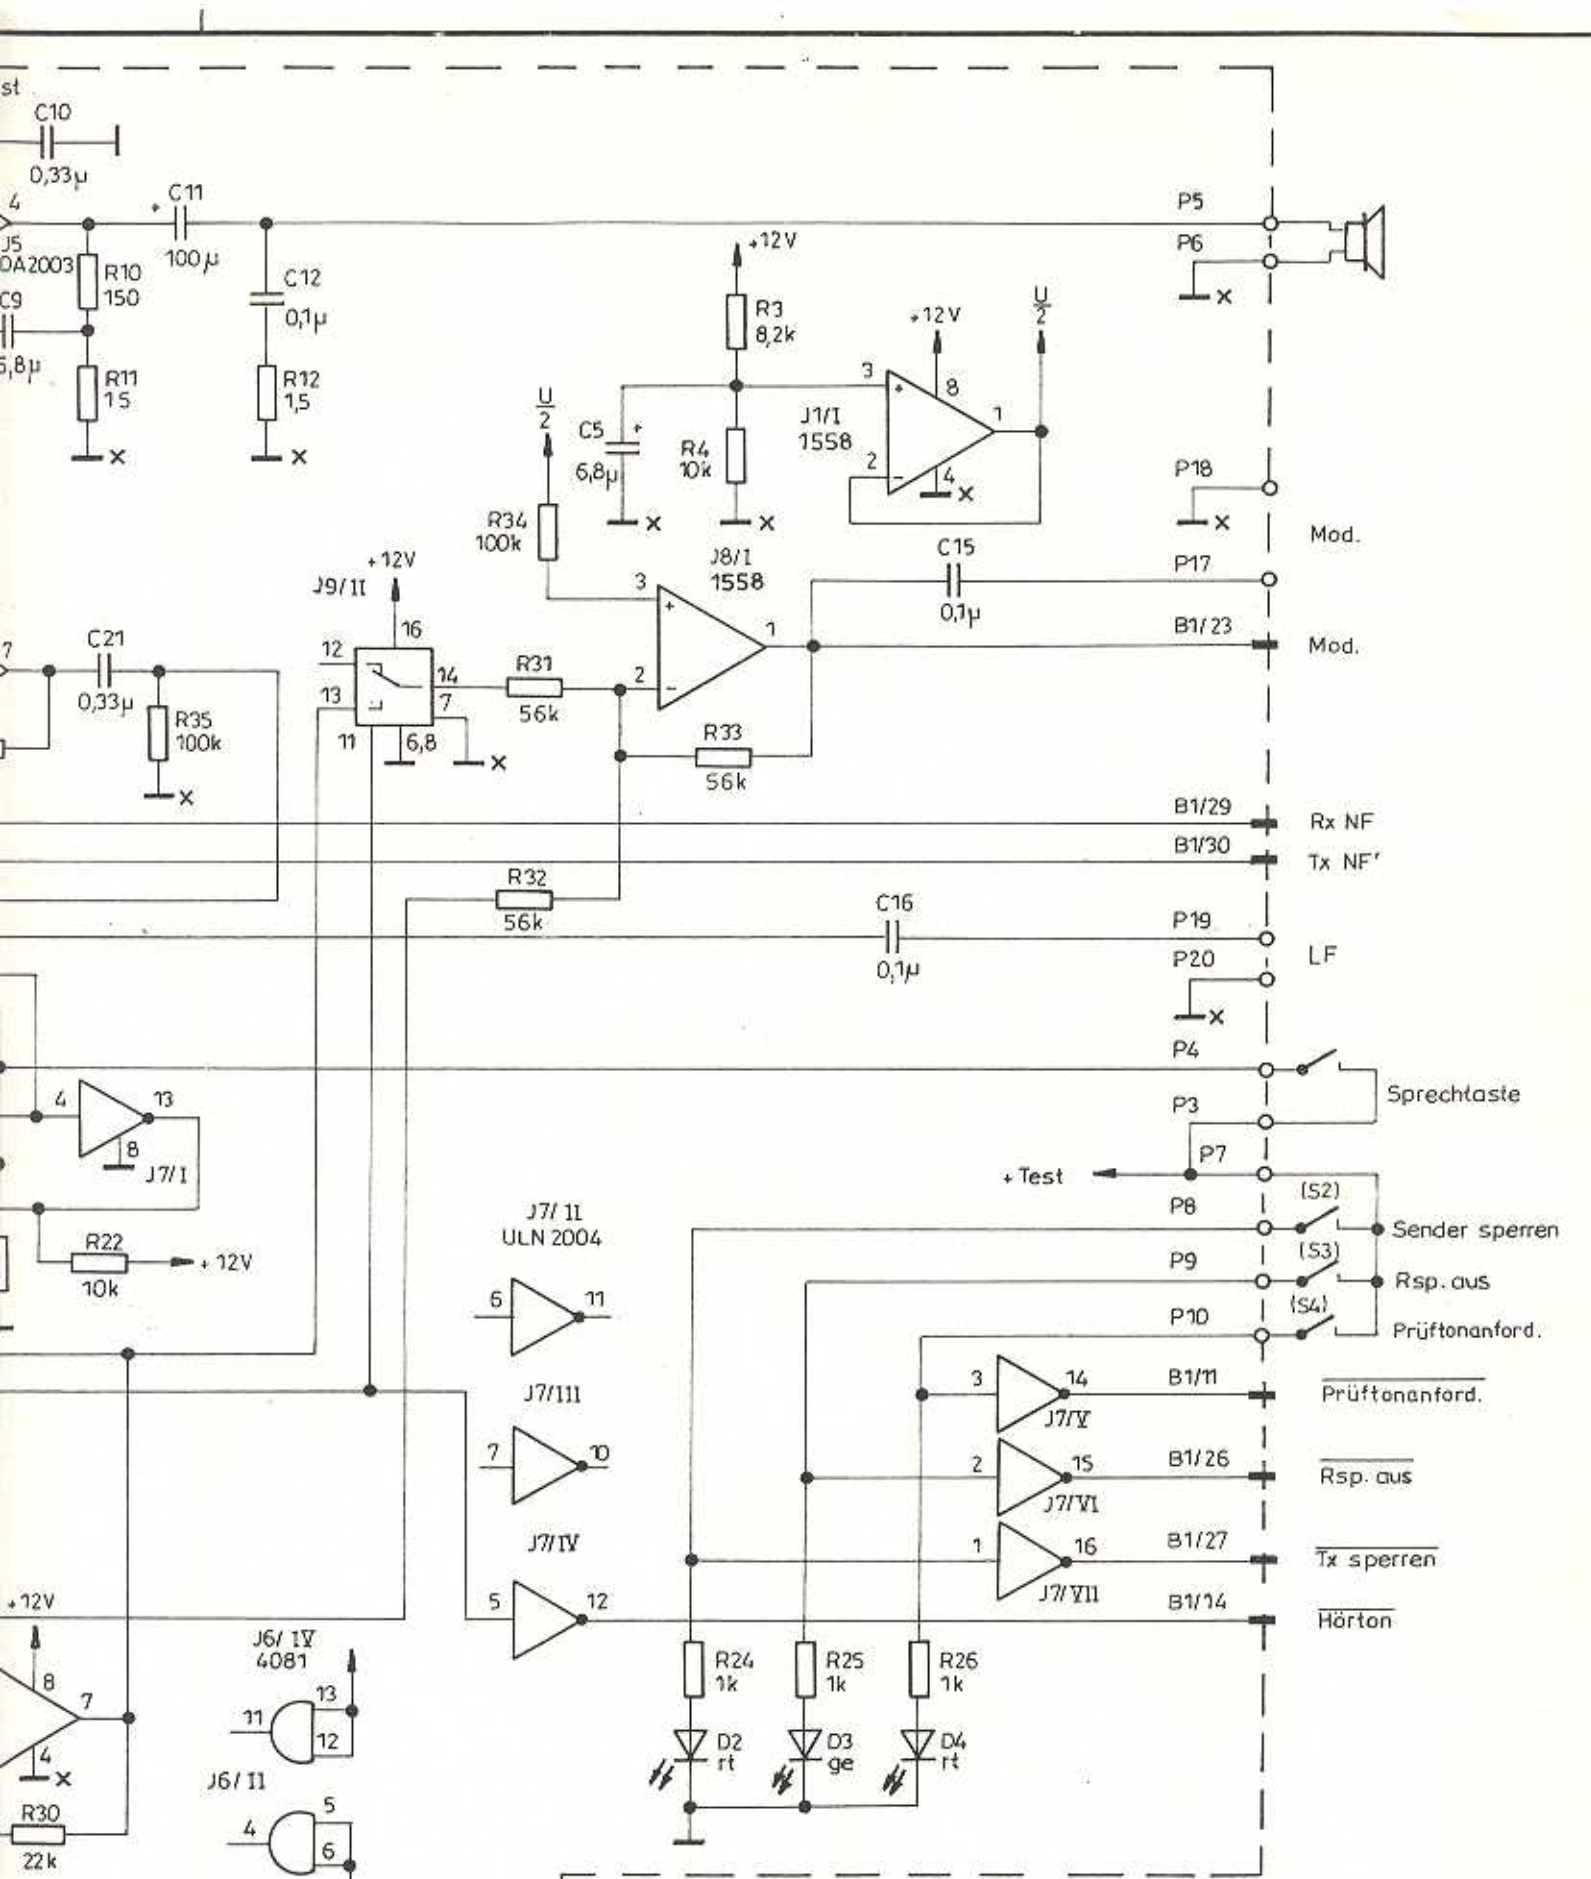 st
C10
0,33µ
4
C11
+
100µ
J5
DA2003
R10
150
C9
6,8µ
R11
15
×
C12
0,1µ
R12
1,5
×
+12V
R3
8,2k
U
2
C5
+
6,8µ
×
R4
10k
×
+12V
U
2
3
+
8
J1/I
1558
1
2
-
4
×
P5
P6
×
P18
×
Mod.
P17
R34
100k
J8/I
1558
C15
0,1µ
3
+
1
2
-
B1/23
Mod.
J9/II
+12V
16
12
14
13
7
11
6,8
×
R31
56k
R33
56k
7
C21
0,33µ
R35
100k
×
B1/29
Rx NF
B1/30
Tx NF'
R32
56k
C16
0,1µ
P19
P20
LF
×
P4
P3
Sprechtaste
4
13
8
J7/I
P7
+ Test
(S2)
P8
Sender sperren
(S3)
P9
Rsp. aus
(S4)
P10
Prüftonanford.
R22
10k
+ 12V
J7/II
ULN 2004
6
11
J7/III
7
10
J7/IV
5
12
3
14
J7/V
B1/11
Prüftonanford.
2
15
J7/VI
B1/26
Rsp. aus
1
16
J7/VII
B1/27
Tx sperren
B1/14
Hörton
+12V
8
7
4
×
R30
22k
J6/IV
4081
13
11
12
J6/II
5
4
6
R24
1k
R25
1k
R26
1k
D2
rt
D3
ge
D4
rt